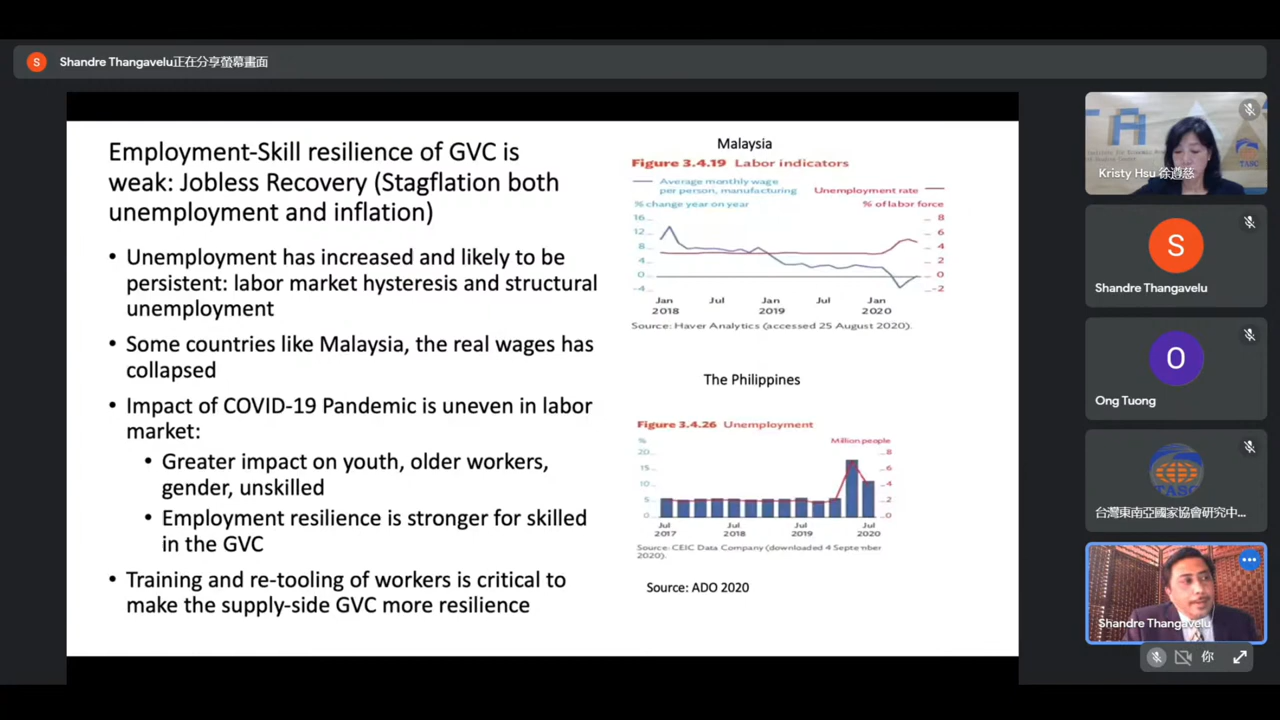 Shandre Thangavelu正在分享螢幕畫面
Employment-Skill resilience of GVC is
weak: Jobless Recovery (Stagflation both
unemployment and inflation)
• Unemployment has increased and likely to be
persistent: labor market hysteresis and structural
unemployment
• Some countries like Malaysia, the real wages has
collapsed
• Impact of COVID-19 Pandemic is uneven in labor
market:
• Greater impact on youth, older workers,
gender, unskilled
• Employment resilience is stronger for skilled
in the GVC
• Training and re-tooling of workers is critical to
make the supply-side GVC more resilience
Malaysia
Figure 3.4.19 Labor indicators
Average monthly wage
per person, manufacturing
Unemployment rate
% change year on year
% of labor force
16 8
12 6
8 4
4 2
0 0
-4 -2
Jan Jul Jan Jul Jan
2018 2019 2020
Source: Haver Analytics (accessed 25 August 2020).
The Philippines
Figure 3.4.26 Unemployment
% Million people
20 8
15 6
10 4
5 2
0 0
Jul Jul Jul Jul
2017 2018 2019 2020
Source: CEIC Data Company (downloaded 4 September
2020).
Source: ADO 2020
TASC
Kristy Hsu 徐遵慈
S
Shandre Thangavelu
O
Ong Tuong
TASC
台灣東南亞國家協會研究中...
Shandre Thangavelu
你